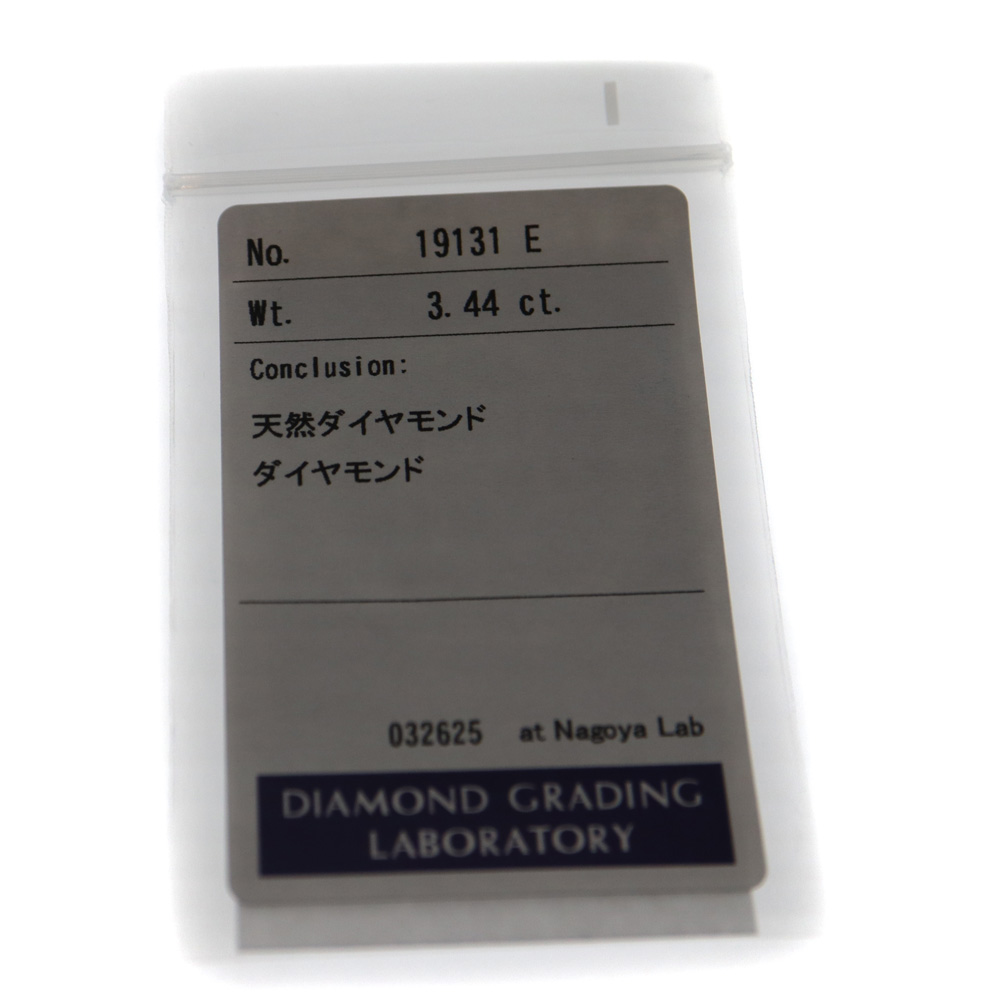 No. 19131 E
Wt. 3.44 ct.
Conclusion:
天然ダイヤモンド
ダイヤモンド
032625 at Nagoya Lab
DIAMOND GRADING
LABORATORY